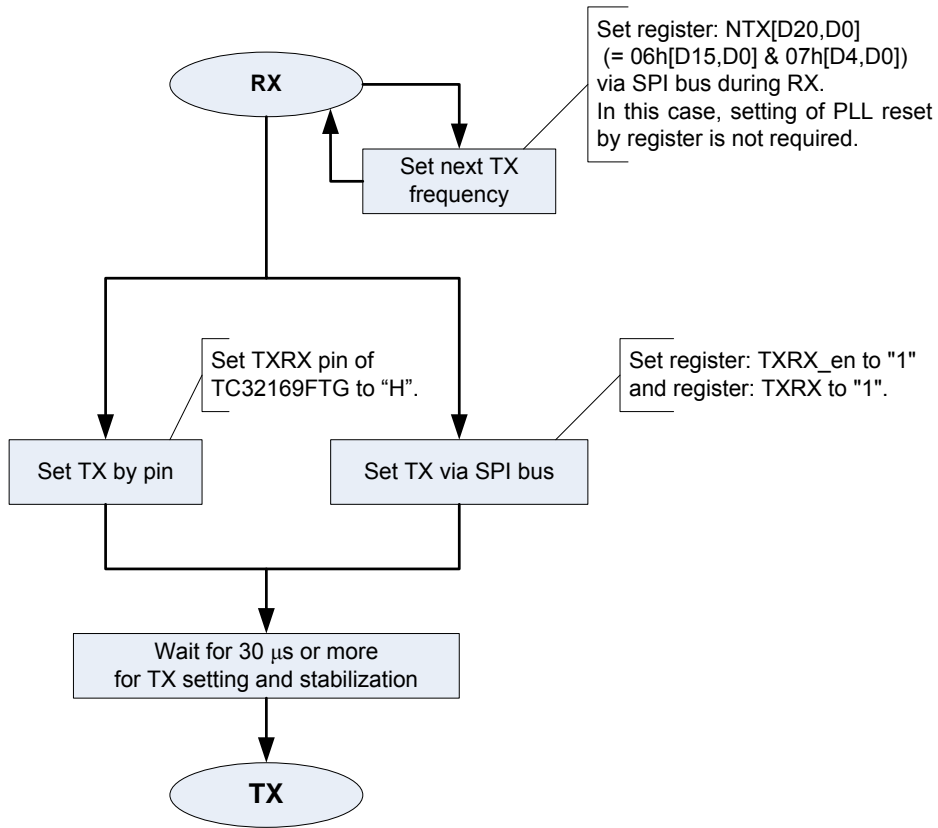 Set register: NTX[D20,D0]
(= 06h[D15,D0] & 07h[D4,D0])
via SPI bus during RX.
In this case, setting of PLL reset
by register is not required.
RX
Set next TX
frequency
Set TXRX pin of
TC32169FTG to “H”.
Set register: TXRX_en to "1"
and register: TXRX to "1".
Set TX by pin
Set TX via SPI bus
Wait for 30 μs or more
for TX setting and stabilization
TX